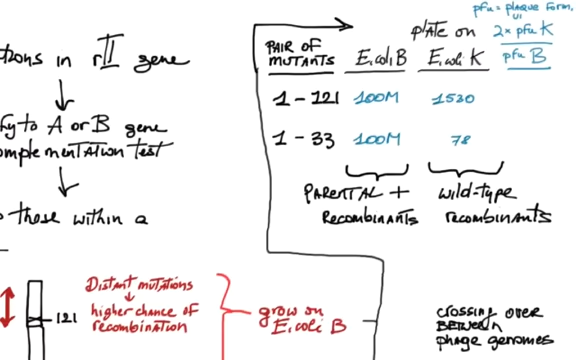 pfu = plaque form.
plate on
2 x pfu K
PAIR OF
MUTANTS
E.coli B
E.coli K
pfu B
1 - 121 100M 1530
1 - 33 100M 78
PARENTAL +
Recombinants
wild-type
recombinants
tions in rII gene
fy to A or B gene
omplementation test
those within a
121
Distant mutations
higher chance of
recombination
grow on
E.coli B
crossing over
BETWEEN
phage genomes